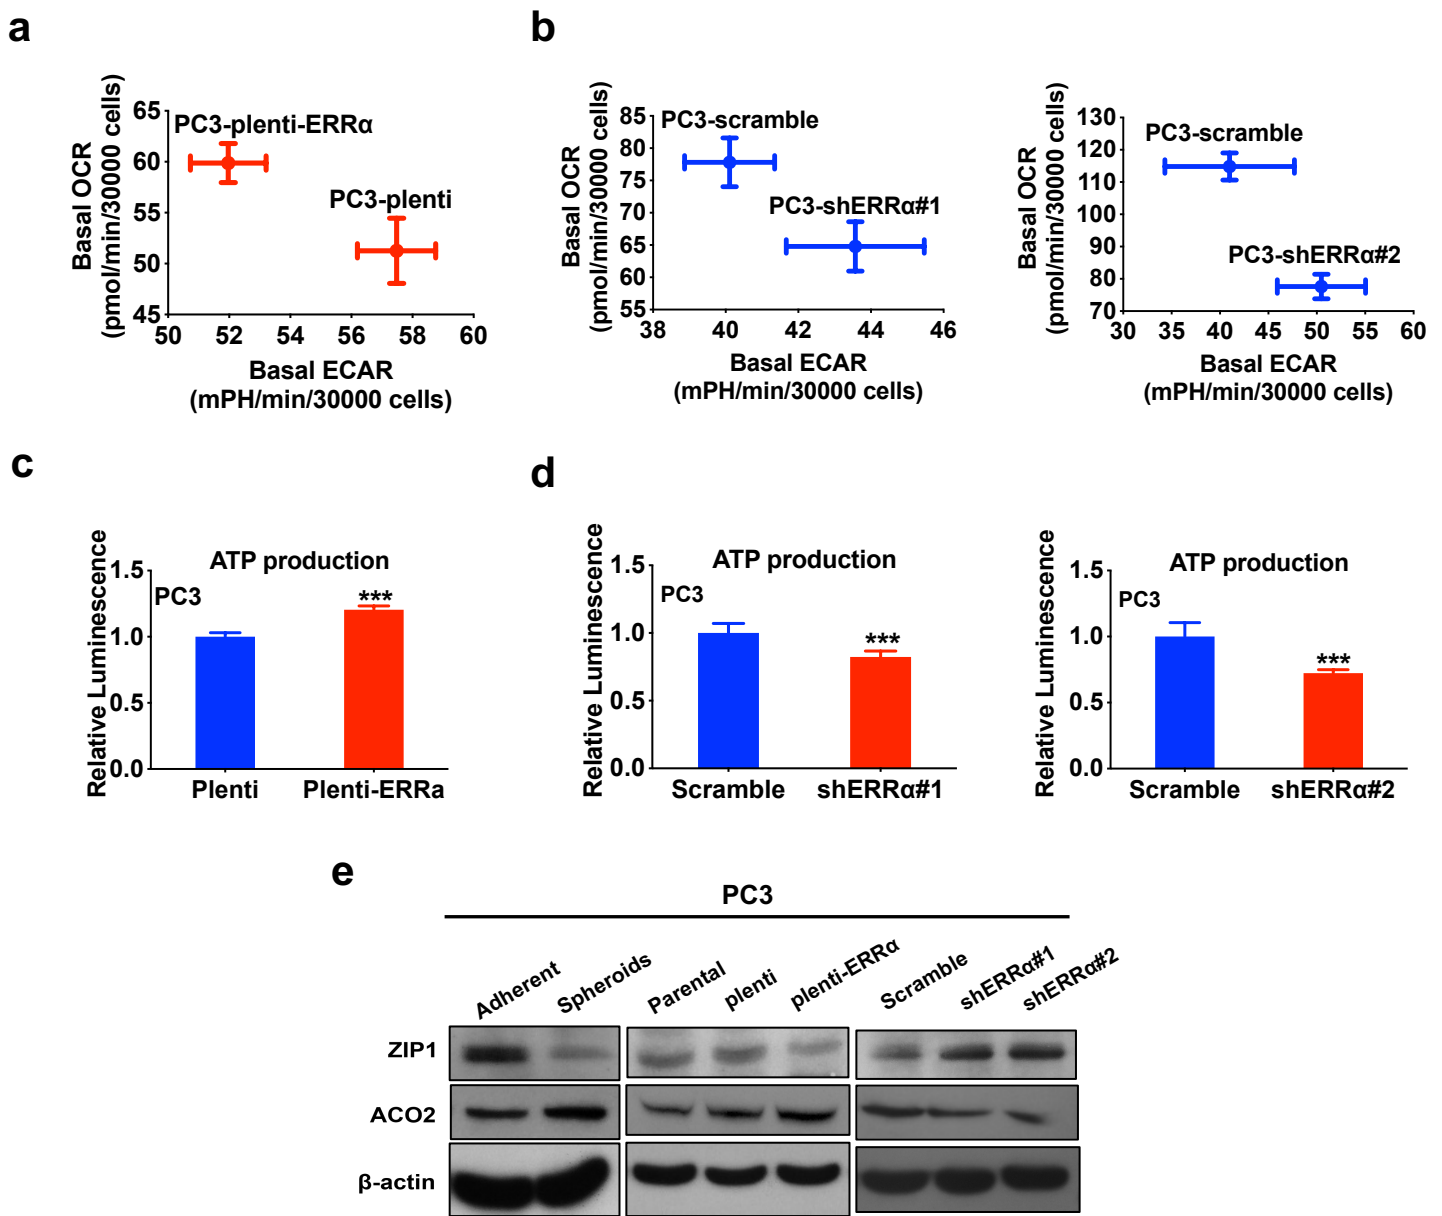 a
b
65
60
55
50
45
Basal OCR
(pmol/min/30000 cells)
PC3-plenti-ERRα
PC3-plenti
50 52 54 56 58 60
Basal ECAR
(mPH/min/30000 cells)
85
80
75
70
65
60
55
Basal OCR
(pmol/min/30000 cells)
PC3-scramble
PC3-shERRα#1
38 40 42 44 46
Basal ECAR
(mPH/min/30000 cells)
130
120
110
100
90
80
70
Basal OCR
(pmol/min/30000 cells)
PC3-scramble
PC3-shERRα#2
30 35 40 45 50 55 60
Basal ECAR
(mPH/min/30000 cells)
c
d
ATP production
PC3
***
1.5
1.0
0.5
0.0
Relative Luminescence
Plenti Plenti-ERRa
ATP production
PC3
***
1.5
1.0
0.5
0.0
Relative Luminescence
Scramble shERRα#1
ATP production
PC3
***
1.5
1.0
0.5
0.0
Relative Luminescence
Scramble shERRα#2
e
PC3
Adherent
Spheroids
Parental
plenti
plenti-ERRα
Scramble
shERRα#1
shERRα#2
ZIP1
ACO2
β-actin